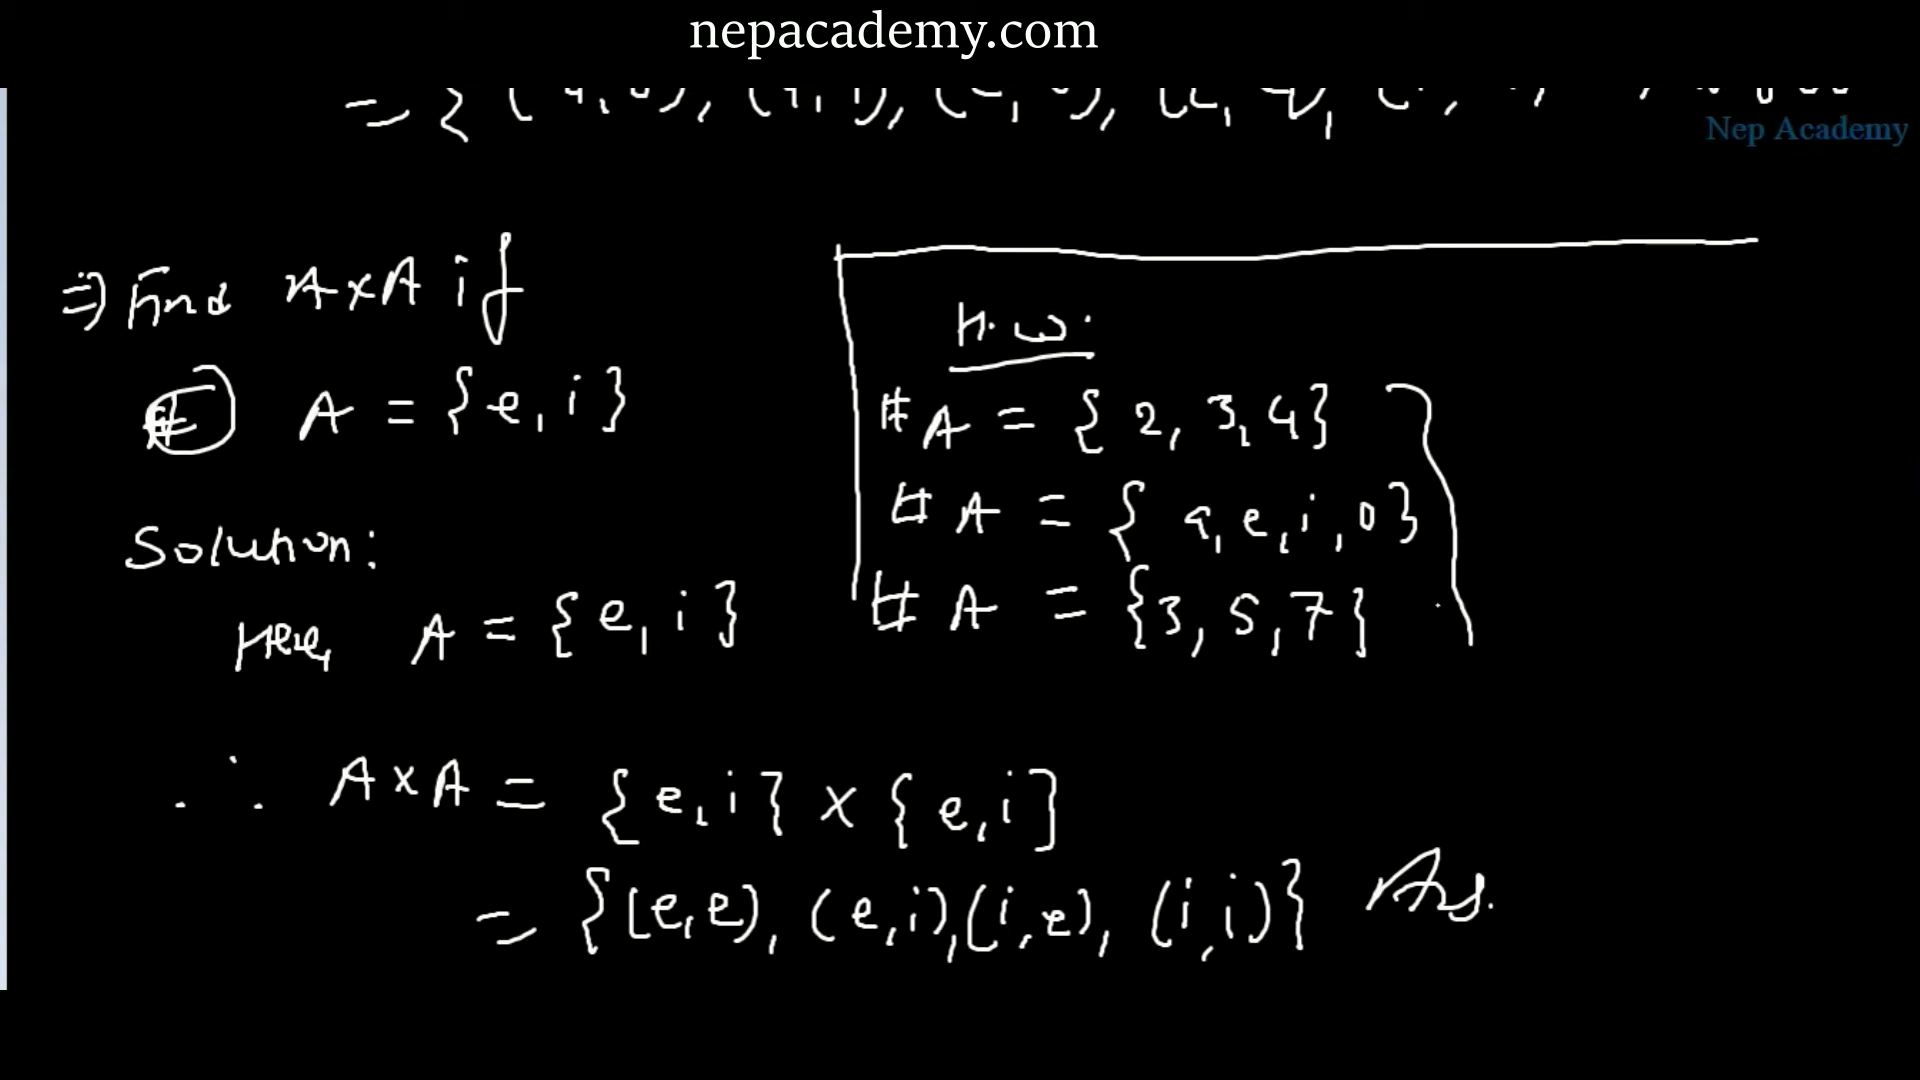 nepacademy.com
Nep Academy
⇒) Find A×A if
# A = {e, i}
Solution:
Here, A = {e, i}
∴ A×A = {e, i} × {e, i}
= {(e, e), (e, i), (i, e), (i, i)} Ans.
H.W.
# A = {2, 3, 4}
# A = {a, e, i, o}
# A = {3, 5, 7}